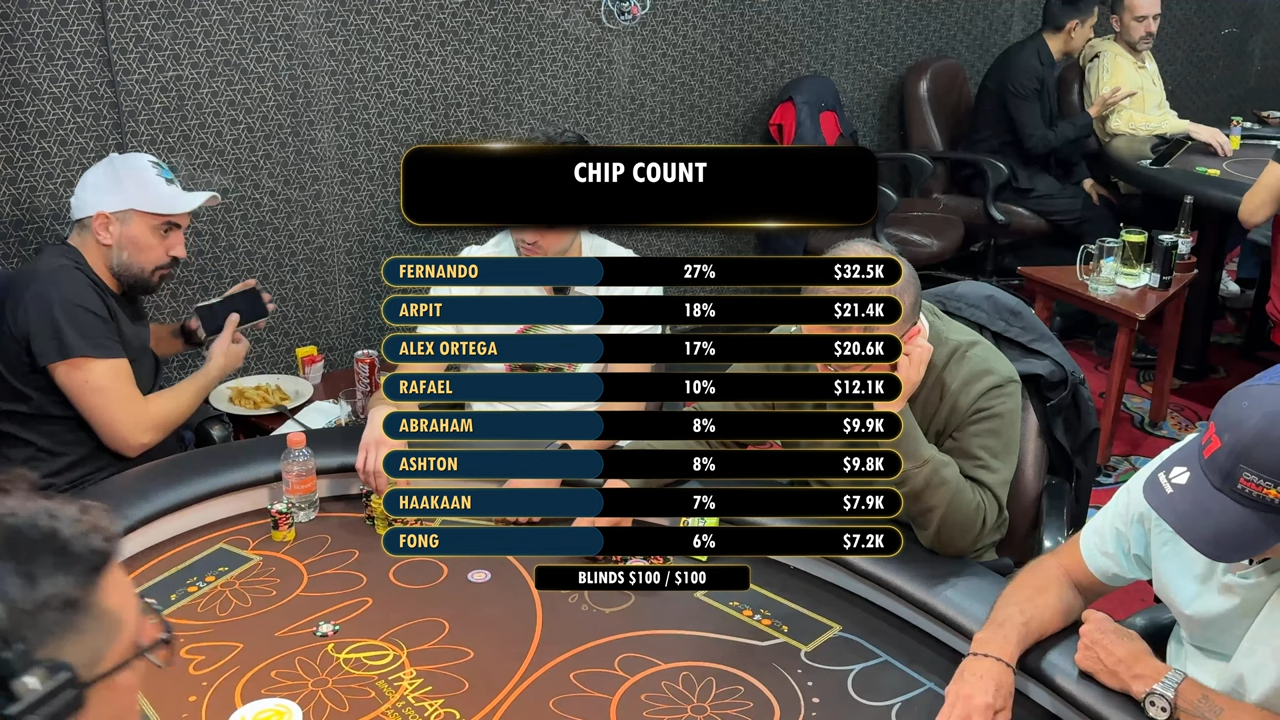 CHIP COUNT
FERNANDO 27% $32.5K
ARPIT 18% $21.4K
ALEX ORTEGA 17% $20.6K
RAFAEL 10% $12.1K
ABRAHAM 8% $9.9K
ASHTON 8% $9.8K
HAAKAAN 7% $7.9K
FONG 6% $7.2K
BLINDS $100 / $100
ORACLE
PALACE